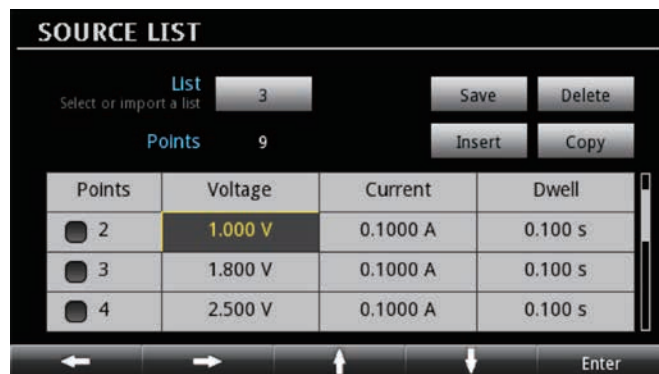 SOURCE LIST
List 3 Save Delete
Select or import a list
Points 9 Insert Copy
Points Voltage Current Dwell
2 1.000 V 0.1000 A 0.100 s
3 1.800 V 0.1000 A 0.100 s
4 2.500 V 0.1000 A 0.100 s
Enter